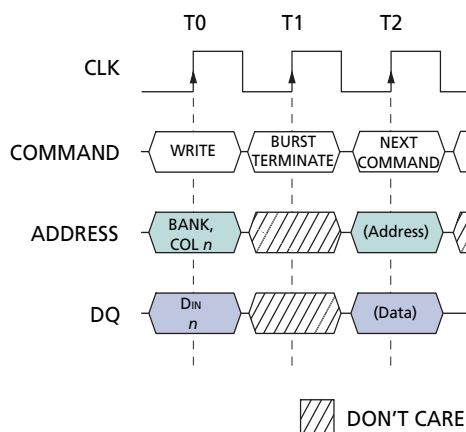 T0 T1 T2
CLK
COMMAND WRITE BURST TERMINATE NEXT COMMAND
ADDRESS BANK, COL n (Address)
DQ DIN n (Data)
DON'T CARE